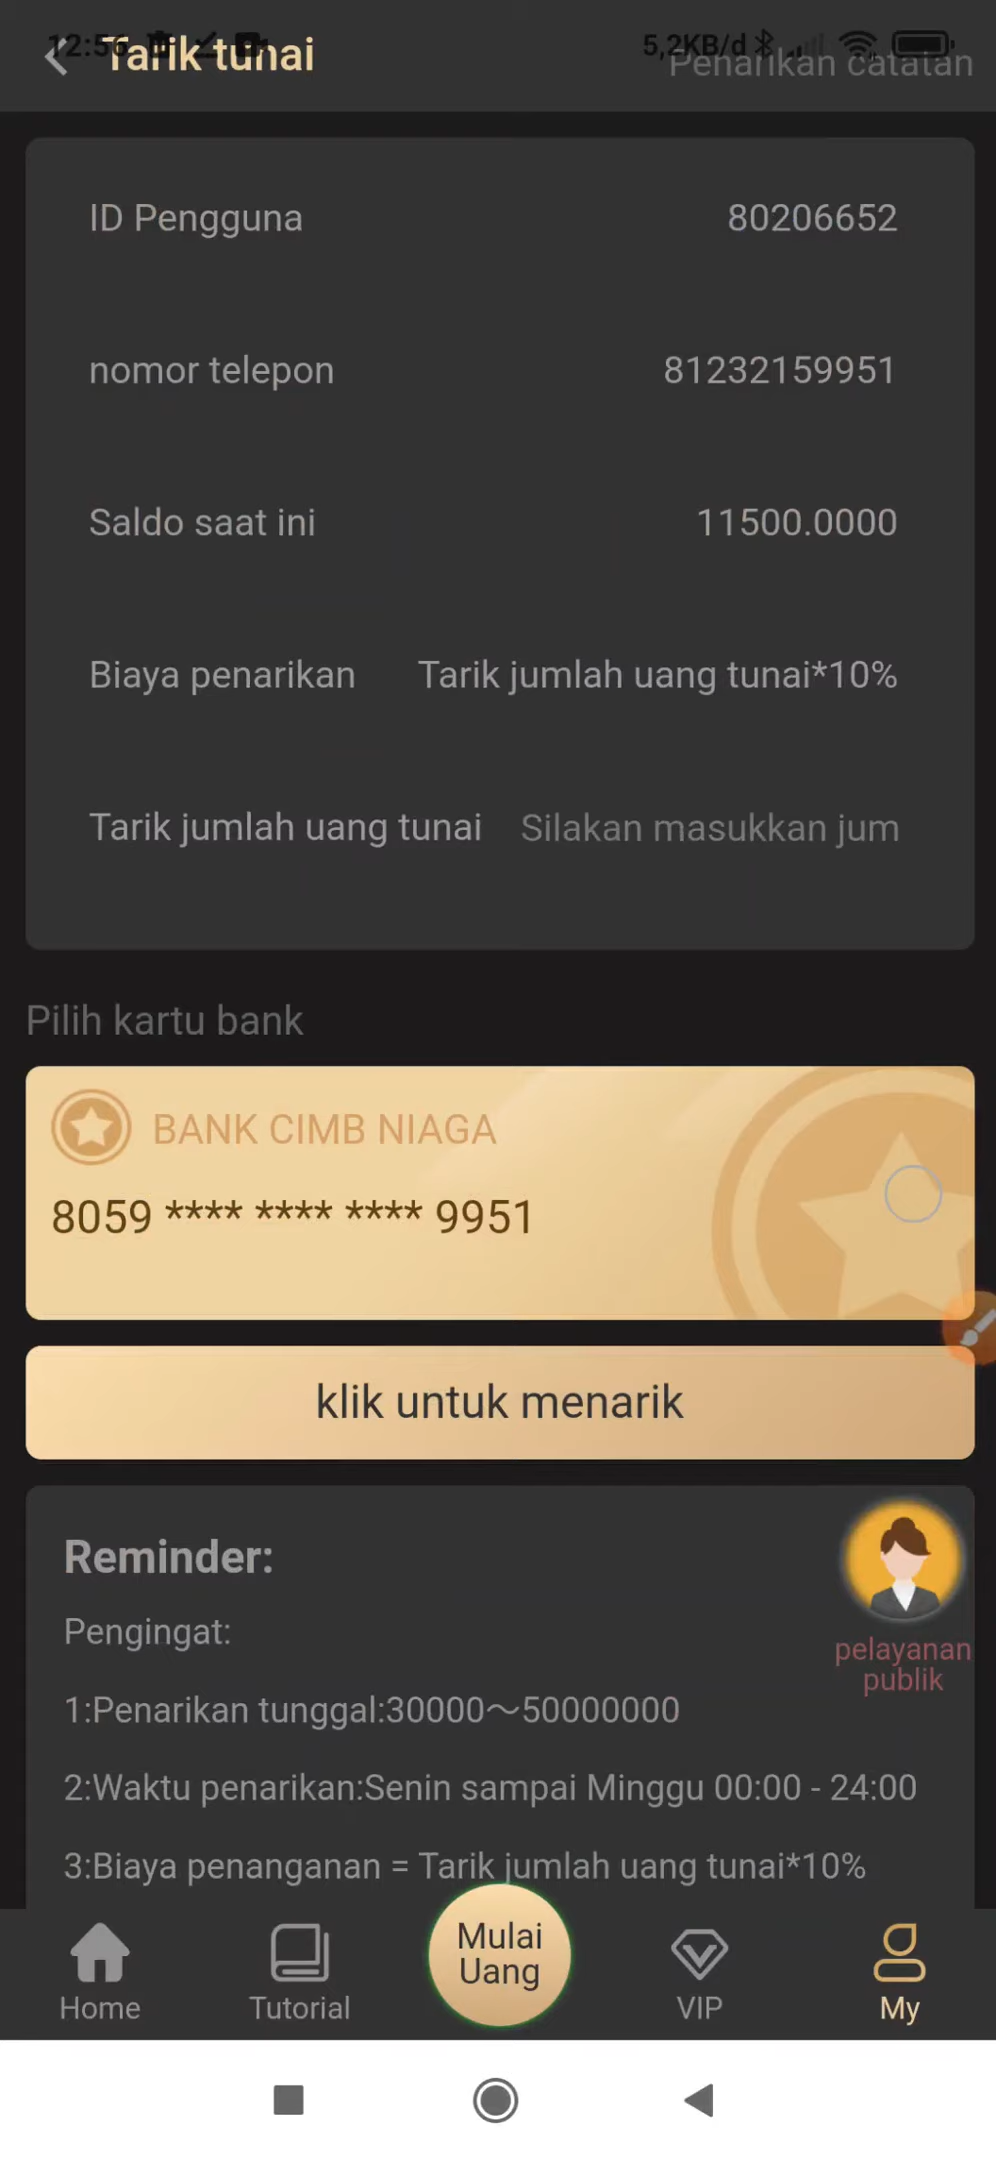 12:56
5,2KB/d
Tarik tunai
Penarikan catatan
ID Pengguna 80206652
nomor telepon 81232159951
Saldo saat ini 11500.0000
Biaya penarikan Tarik jumlah uang tunai*10%
Tarik jumlah uang tunai Silakan masukkan jum
Pilih kartu bank
BANK CIMB NIAGA
8059 **** **** **** 9951
klik untuk menarik
Reminder:
Pengingat:
pelayanan
publik
1:Penarikan tunggal:30000～50000000
2:Waktu penarikan:Senin sampai Minggu 00:00 - 24:00
3:Biaya penanganan = Tarik jumlah uang tunai*10%
Mulai
Uang
Home Tutorial VIP My